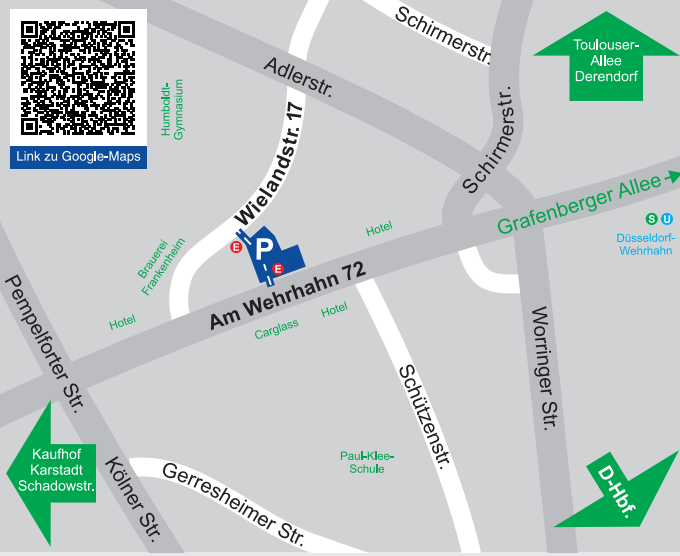 Link zu Google-Maps
Schirmerstr.
Toulouser-
Allee
Derendorf
Adlerstr.
Humboldt-
Gymnasium
Schirmerstr.
Wielandstr. 17
Grafenberger Allee
S U
Düsseldorf-
Wehrhahn
Hotel
P
E
E
Brauerei
Frankenheim
Am Wehrhahn 72
Hotel
Hotel
Carglass
Pempelforter Str.
Worringer Str.
Schützenstr.
Kaufhof
Karstadt
Schadowstr.
Paul-Klee-
Schule
Kölner Str.
Gerresheimer Str.
D-Hbf.